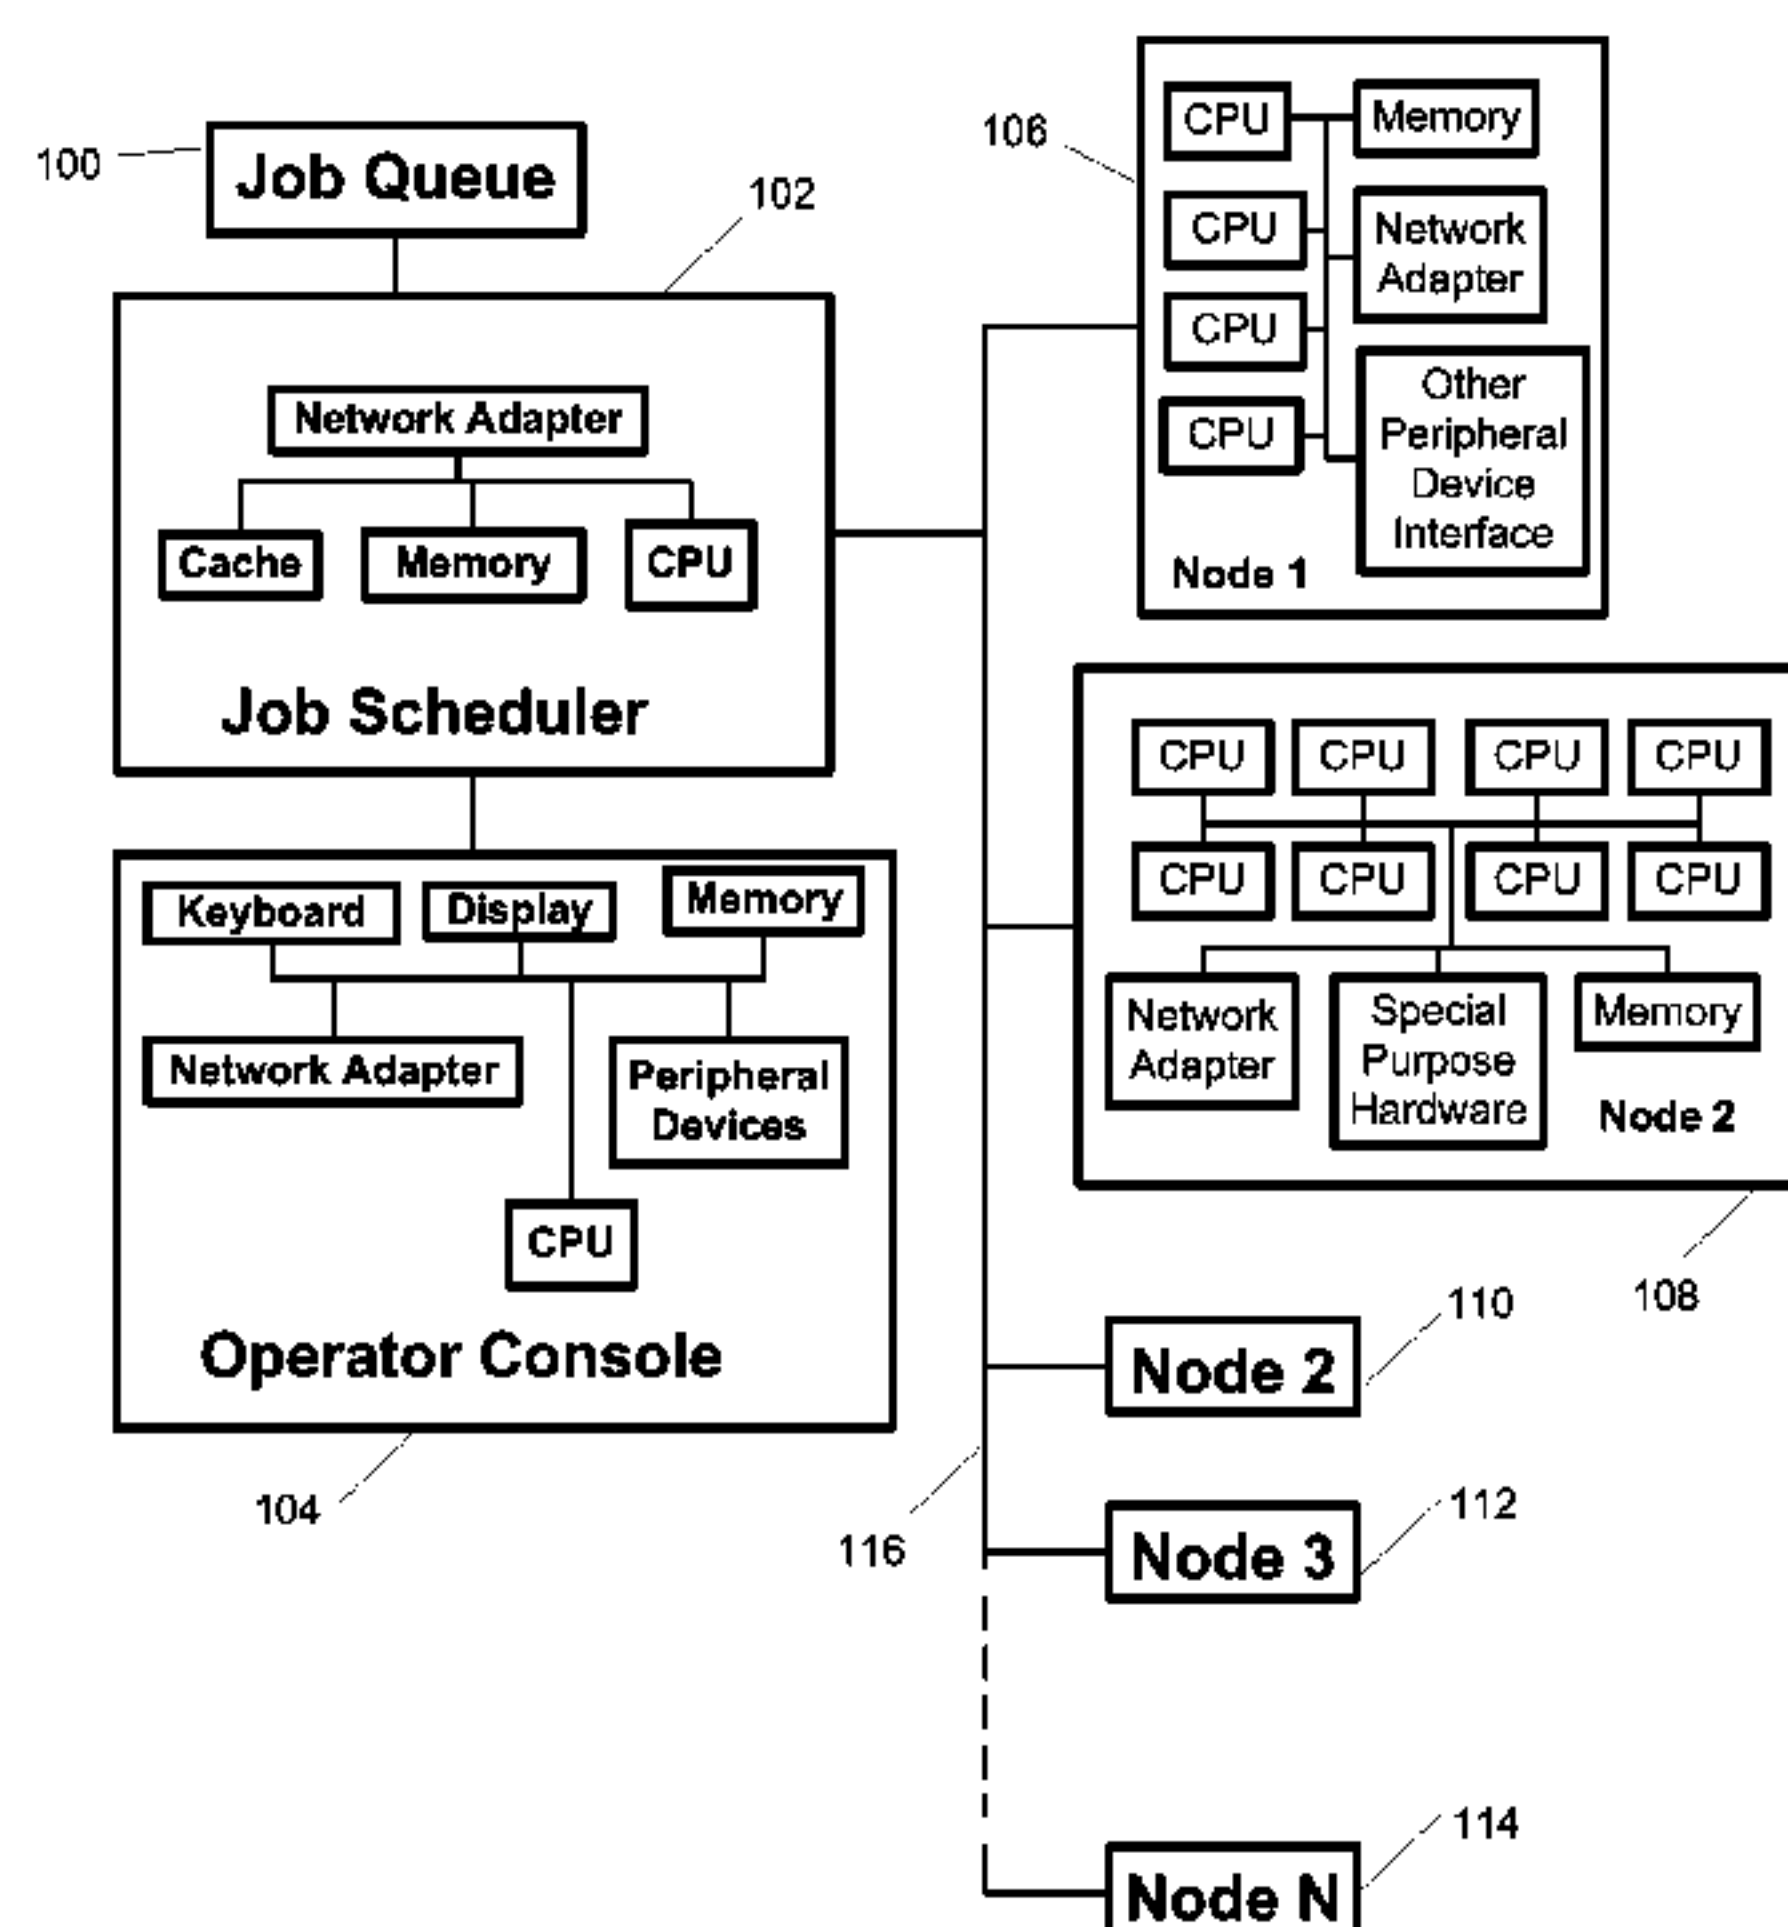 100
Job Queue
102
Network Adapter
Cache
Memory
CPU
Job Scheduler
Keyboard
Display
Memory
Network Adapter
Peripheral
Devices
CPU
Operator Console
104
106
CPU
Memory
CPU
Network
Adapter
CPU
CPU
Other
Peripheral
Device
Interface
Node 1
CPU
CPU
CPU
CPU
CPU
CPU
CPU
CPU
Network
Adapter
Special
Purpose
Hardware
Memory
Node 2
108
Node 2
110
116
Node 3
112
Node N
114